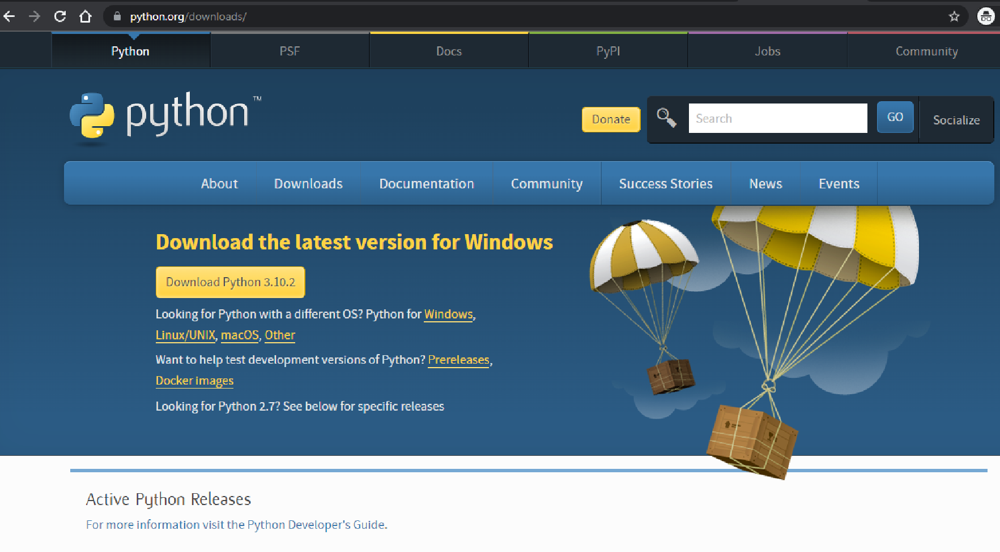 python.org/downloads/
Python PSF Docs PyPI Jobs Community
python™
Donate Search GO Socialize
About Downloads Documentation Community Success Stories News Events
Download the latest version for Windows
Download Python 3.10.2
Looking for Python with a different OS? Python for Windows,
Linux/UNIX, macOS, Other
Want to help test development versions of Python? Prereleases,
Docker images
Looking for Python 2.7? See below for specific releases
Active Python Releases
For more information visit the Python Developer's Guide.